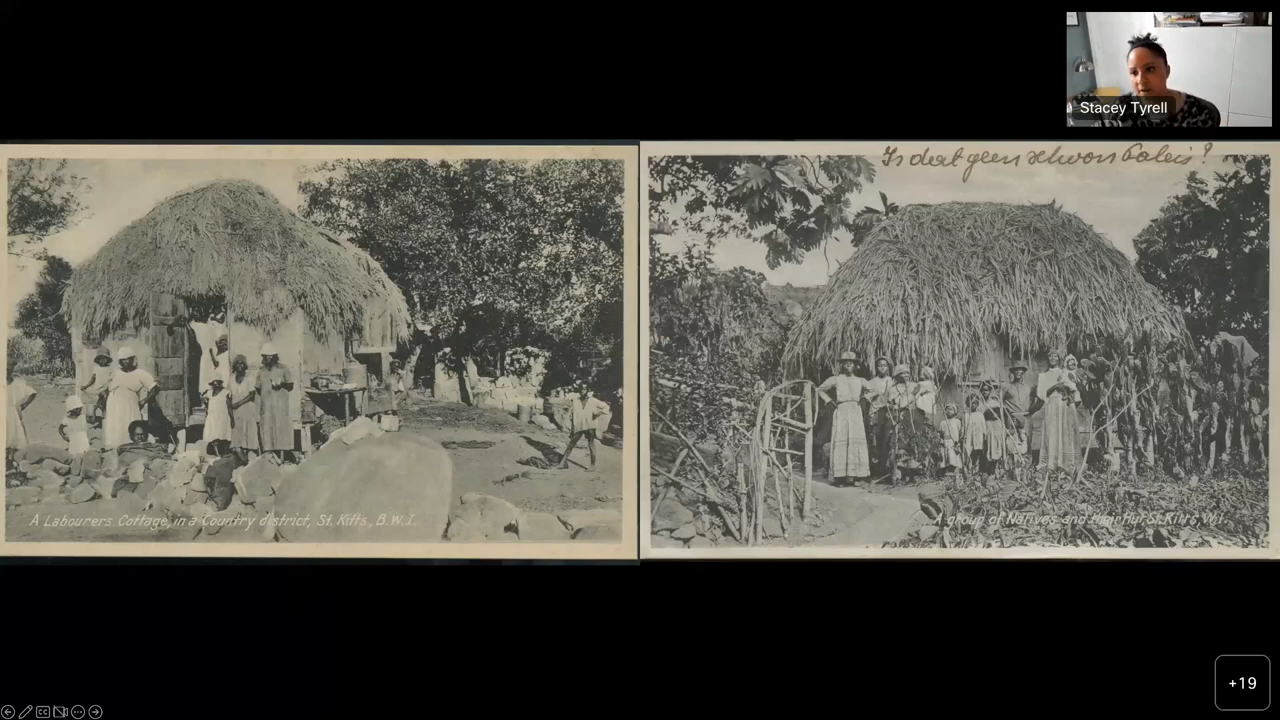 Stacey Tyrell
Is dat geen schoon Paleis?
A Labourers Cottage, in a Country district, St. Kitts, B.W.I.
A group of Natives and their Hut, St. Kitts, W.I.
+19